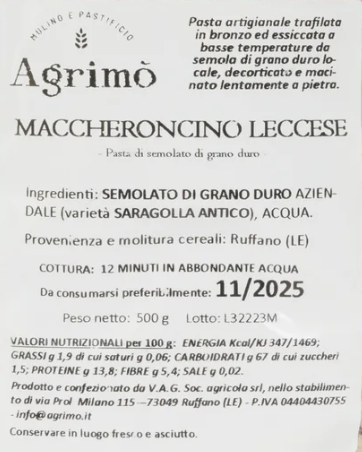 MULINO E PASTIFICIO
Agrimò
Pasta artigianale trafilata
in bronzo ed essiccata a
basse temperature da
semola di grano duro lo-
cale, decorticato e maci-
nato lentamente a pietra.
MACCHERONCINO LECCESE
- Pasta di semolato di grano duro -
Ingredienti: SEMOLATO DI GRANO DURO AZIEN-
DALE (varietà SARAGOLLA ANTICO), ACQUA.
Provenienza e molitura cereali: Ruffano (LE)
COTTURA: 12 MINUTI IN ABBONDANTE ACQUA
Da consumarsi preferibilmente: 11/2025
Peso netto: 500 g Lotto: L32223M
VALORI NUTRIZIONALI per 100 g: ENERGIA Kcal/KJ 347/1469;
GRASSI g 1,9 di cui saturi g 0,06; CARBOIDRATI g 67 di cui zuccheri
1,5; PROTEINE g 13,8; FIBRE g 5,4; SALE g 0,02.
Prodotto e confezionato da V.A.G. Soc. agricola srl, nello stabilimen-
to di via Prol Milano 115 –73049 Ruffano (LE) - P.IVA 04404430755
- info@agrimo.it
Conservare in luogo fresco e asciutto.